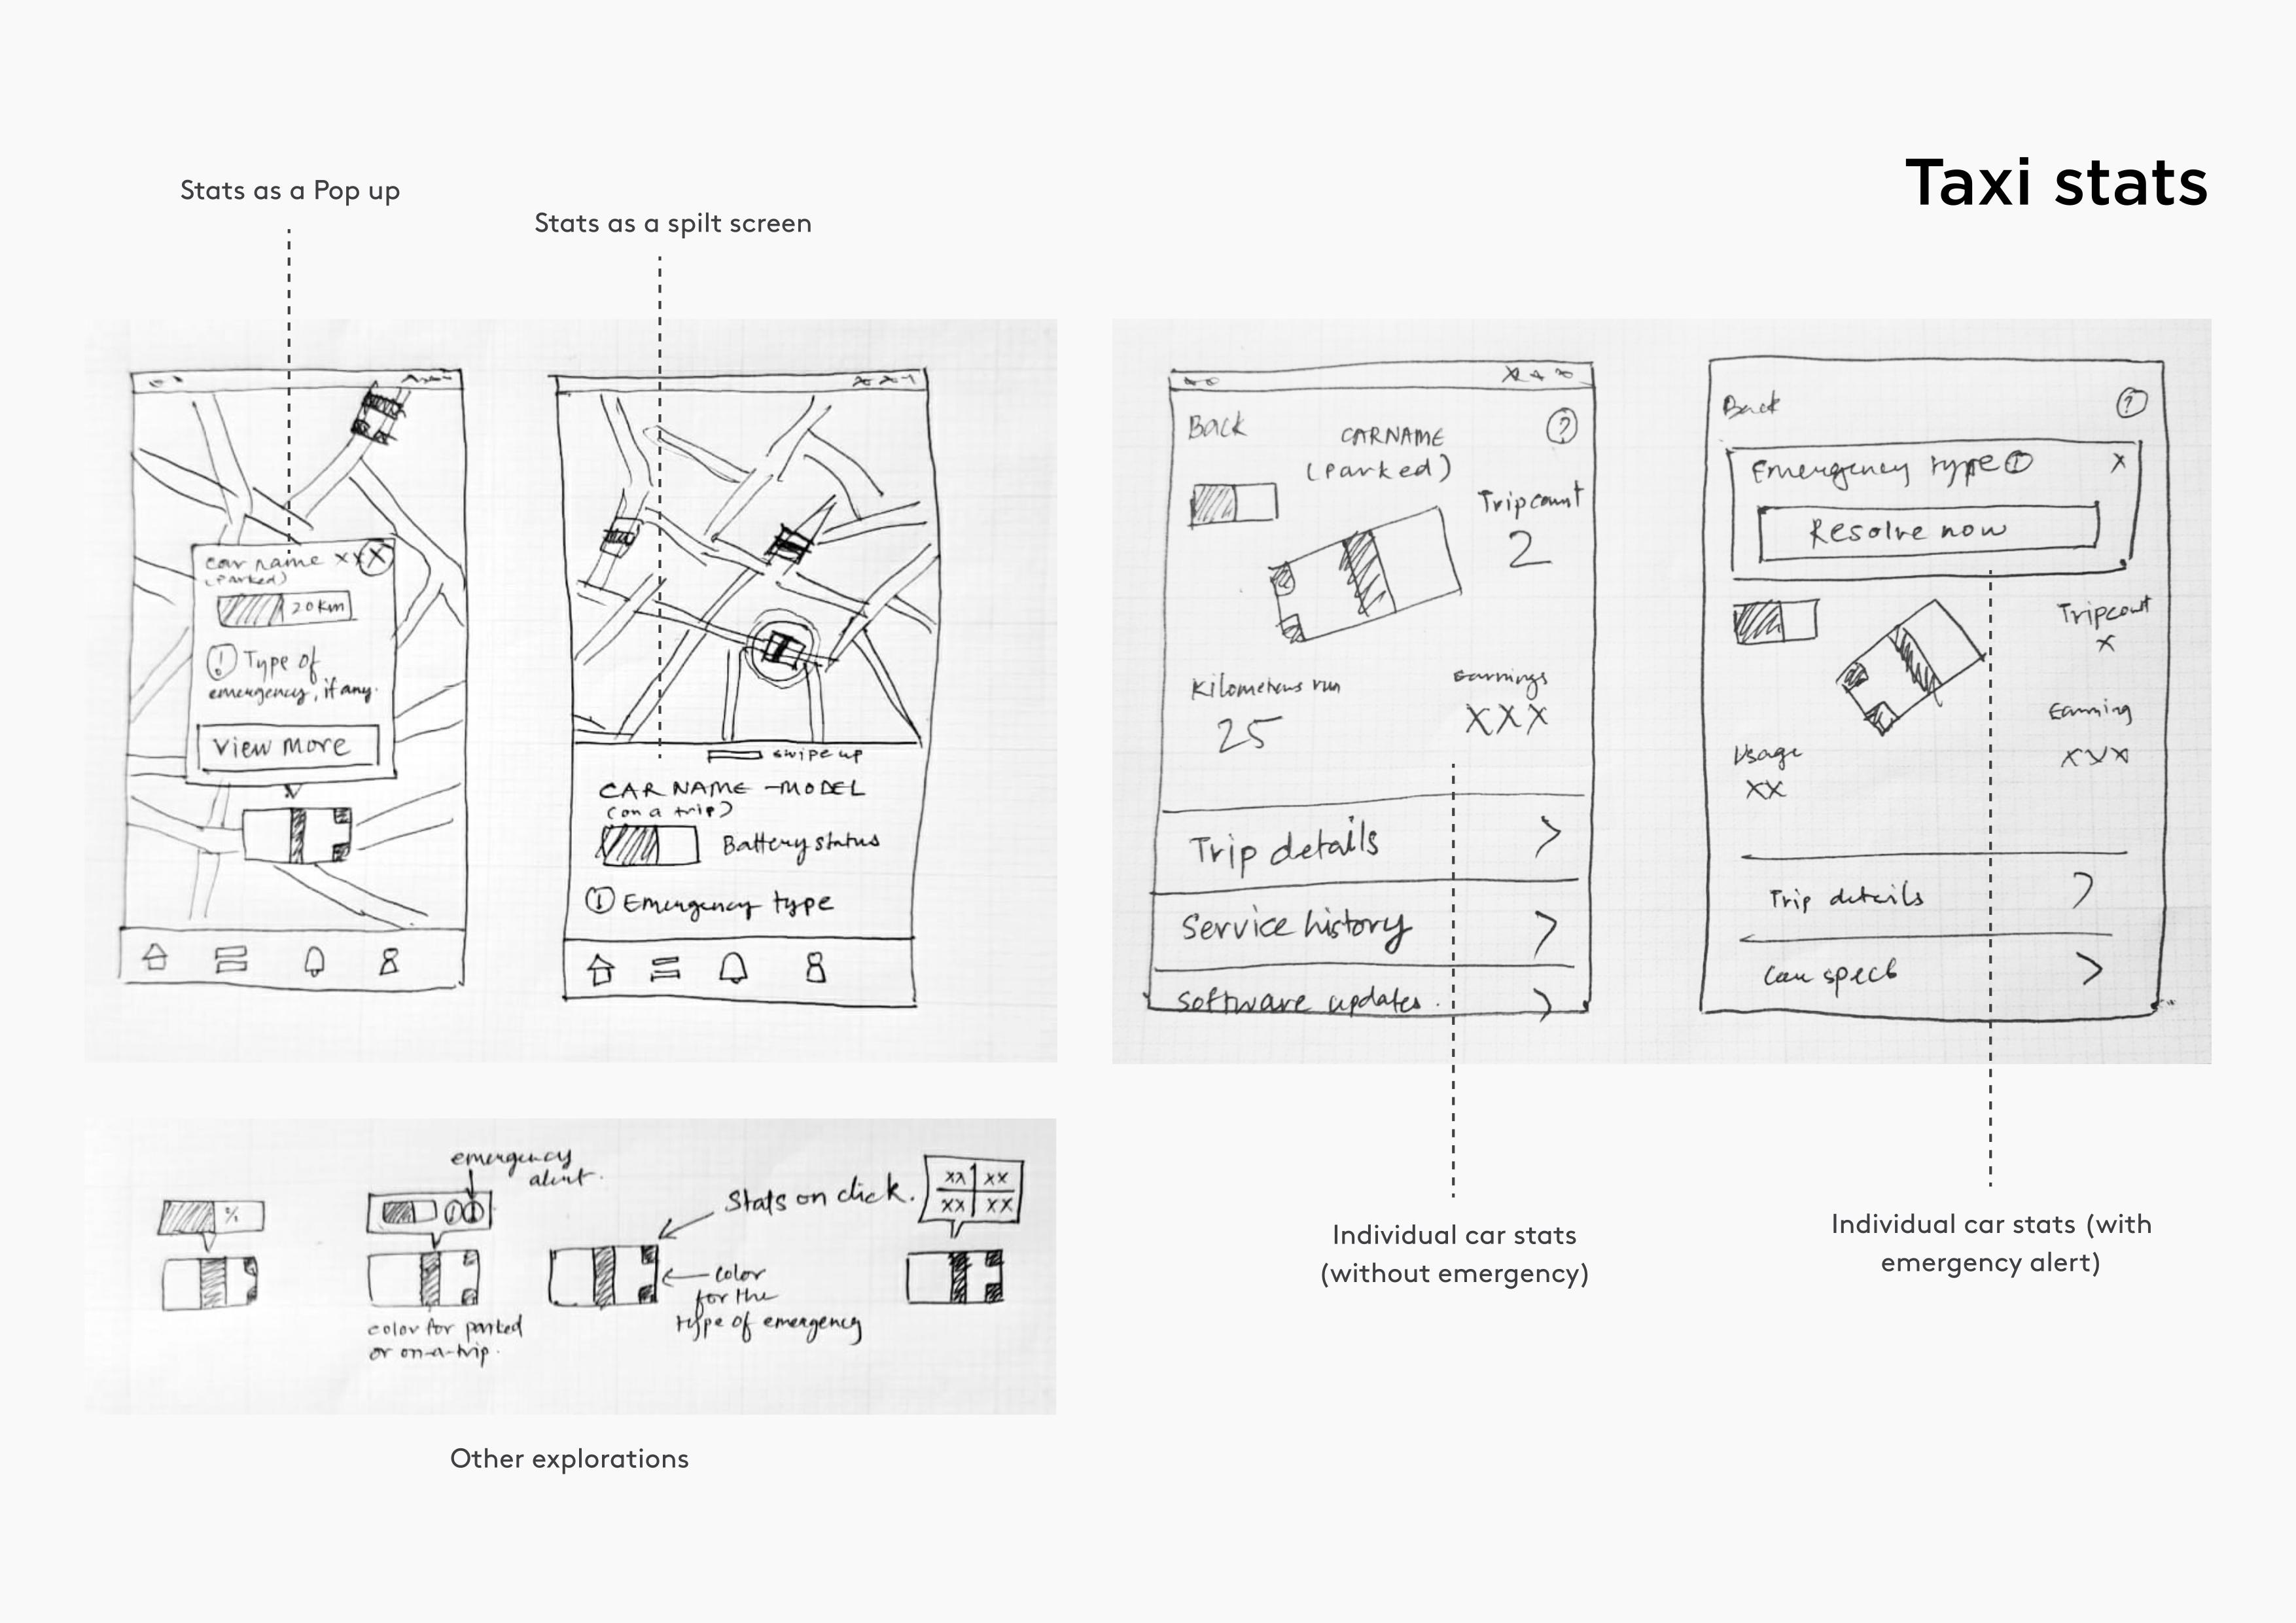 Taxi stats
Stats as a Pop up
Stats as a spilt screen
car name xxx
(parked)
20km
! Type of
emergency, if any.
View more
swipe up
CAR NAME - MODEL
(on a trip)
Battery status
! Emergency type
Back
?
CARNAME
(parked)
Tripcount
2
Kilometers run
25
Earnings
XXX
Trip details >
Service history >
Software updates. >
Back
?
Emergency type ! x
Resolve now
Tripcount
x
Earning
xxx
Usage
xx
Trip details >
Car specs >
Individual car stats
(without emergency)
Individual car stats (with
emergency alert)
%
emergency
alert.
color for parked
or on-a-trip.
Stats on click.
color
for the
type of emergency
xx xx
xx xx
Other explorations